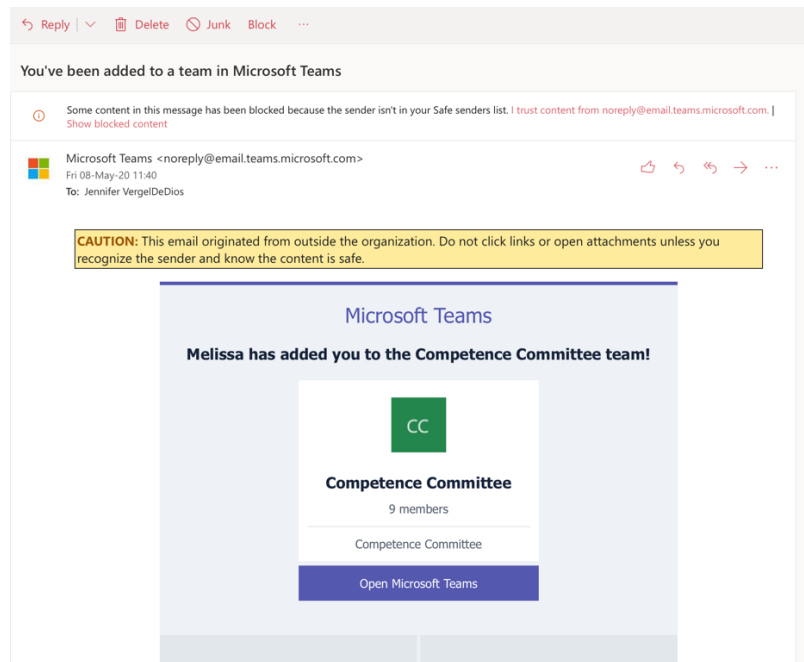 Reply
Delete
Junk
Block
You've been added to a team in Microsoft Teams
Some content in this message has been blocked because the sender isn't in your Safe senders list. I trust content from noreply@email.teams.microsoft.com. |
Show blocked content
Microsoft Teams <noreply@email.teams.microsoft.com>
Fri 08-May-20 11:40
To: Jennifer VergelDeDios
CAUTION: This email originated from outside the organization. Do not click links or open attachments unless you
recognize the sender and know the content is safe.
Microsoft Teams
Melissa has added you to the Competence Committee team!
CC
Competence Committee
9 members
Competence Committee
Open Microsoft Teams